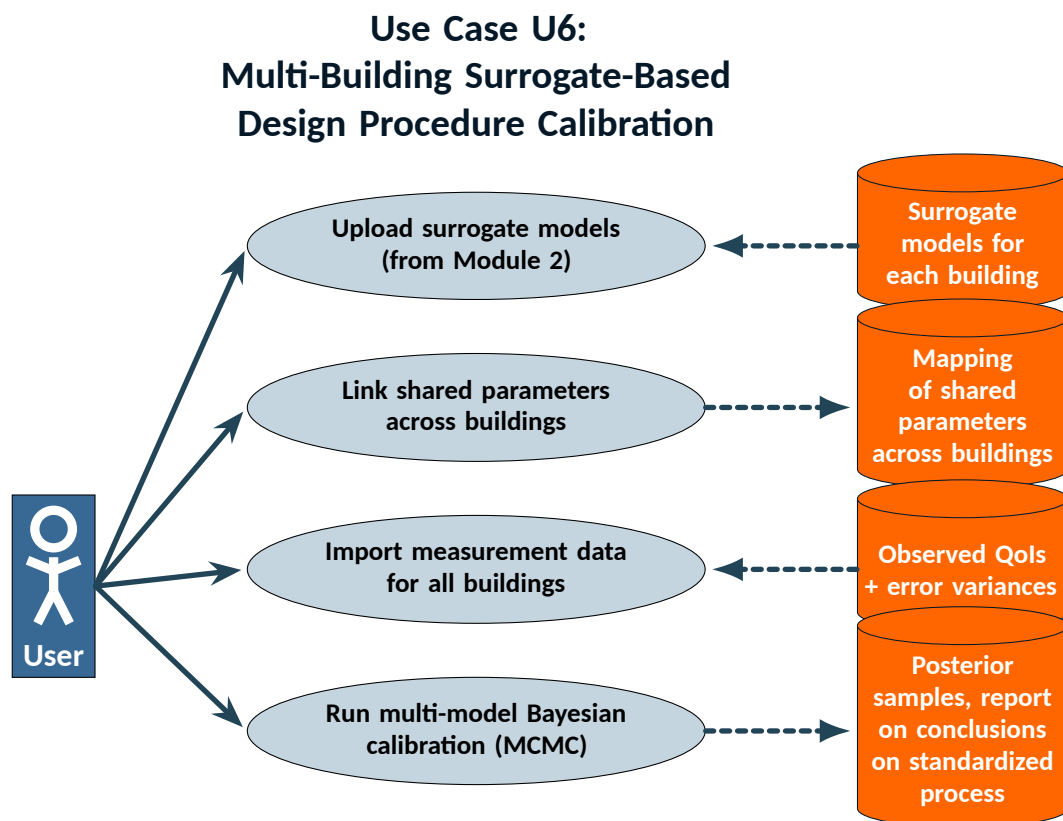 Use Case U6:
Multi-Building Surrogate-Based
Design Procedure Calibration
Upload surrogate models
(from Module 2)
Surrogate
models for
each building
Link shared parameters
across buildings
Mapping
of shared
parameters
across buildings
Import measurement data
for all buildings
Observed QoIs
+ error variances
User
Run multi-model Bayesian
calibration (MCMC)
Posterior
samples, report
on conclusions
on standardized
process